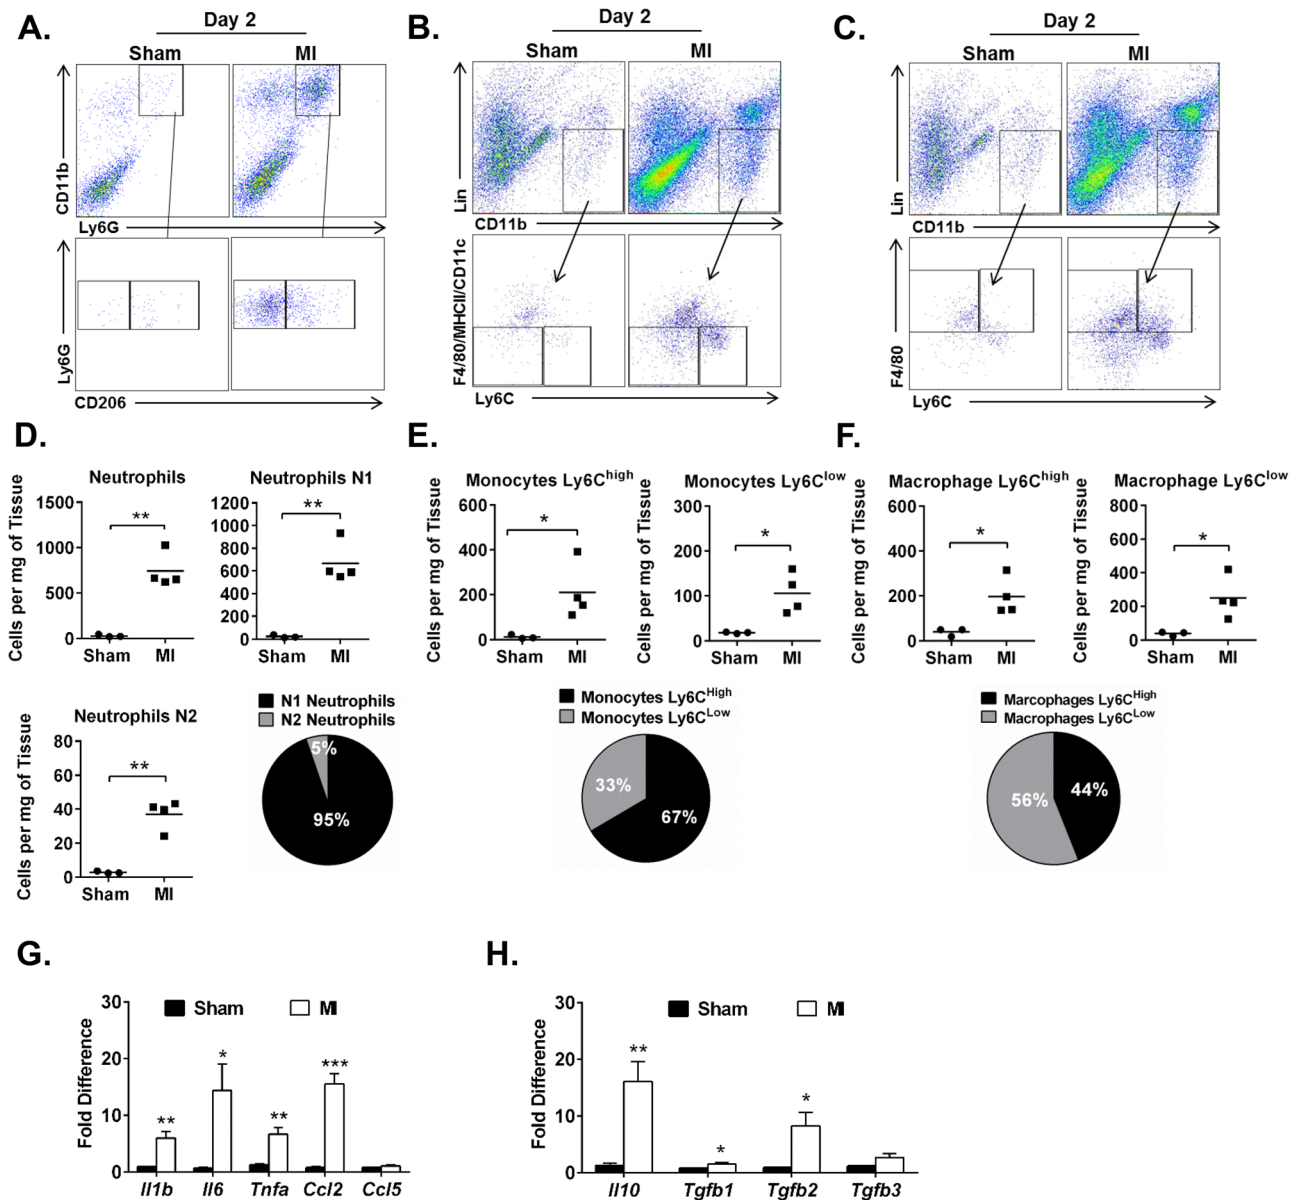 A.
Day 2
Sham MI
CD11b
Ly6G
Ly6G
CD206
B.
Day 2
Sham MI
Lin
CD11b
F4/80/MHCII/CD11c
Ly6C
C.
Day 2
Sham MI
Lin
CD11b
F4/80
Ly6C
D.
Neutrophils
Cells per mg of Tissue
1500
1000
500
0
**
Sham MI
Neutrophils N1
1200
1000
800
600
400
200
0
**
Sham MI
Neutrophils N2
Cells per mg of Tissue
80
60
40
20
0
**
Sham MI
N1 Neutrophils
N2 Neutrophils
5%
95%
E.
Monocytes Ly6Chigh
Cells per mg of Tissue
600
400
200
0
*
Sham MI
Monocytes Ly6Clow
Cells per mg of Tissue
300
200
100
0
*
Sham MI
Monocytes Ly6CHigh
Monocytes Ly6CLow
33%
67%
F.
Macrophage Ly6Chigh
Cells per mg of Tissue
600
400
200
0
*
Sham MI
Macrophage Ly6Clow
Cells per mg of Tissue
800
600
400
200
0
*
Sham MI
Marcophages Ly6CHigh
Macrophages Ly6CLow
56%
44%
G.
Fold Difference
30
20
10
0
Sham MI
** * ** ***
Il1b Il6 Tnfa Ccl2 Ccl5
H.
Fold Difference
30
20
10
0
Sham MI
** * *
Il10 Tgfb1 Tgfb2 Tgfb3